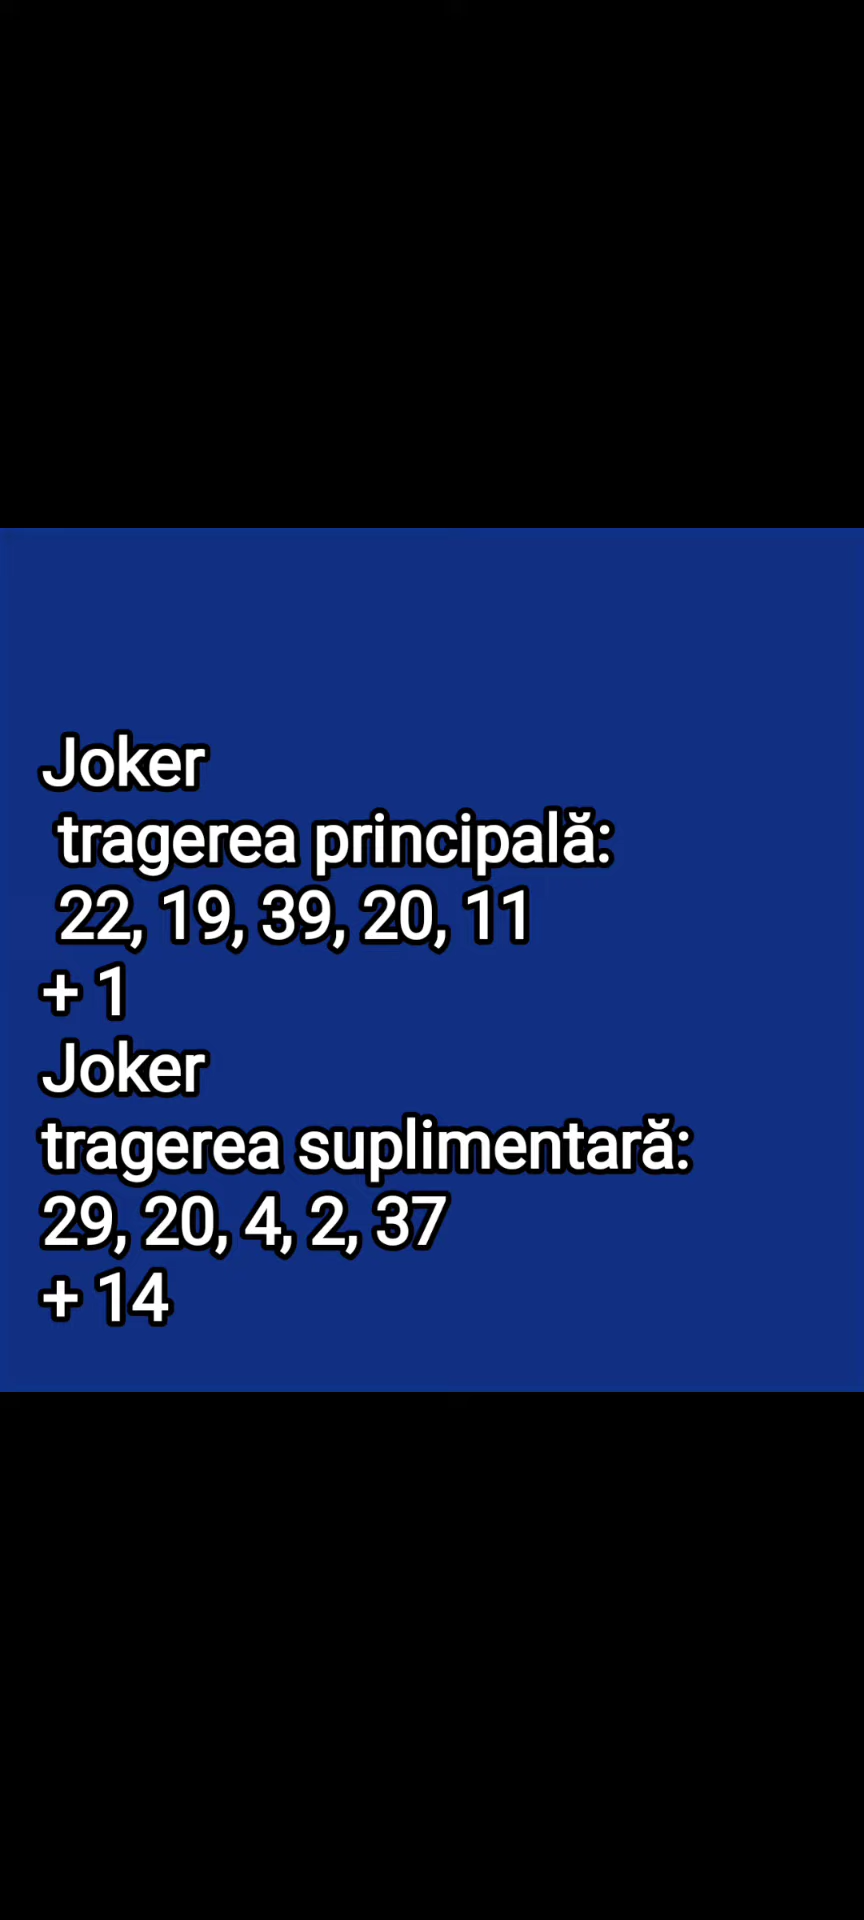 Joker
tragerea principală:
22, 19, 39, 20, 11
+ 1
Joker
tragerea suplimentară:
29, 20, 4, 2, 37
+ 14